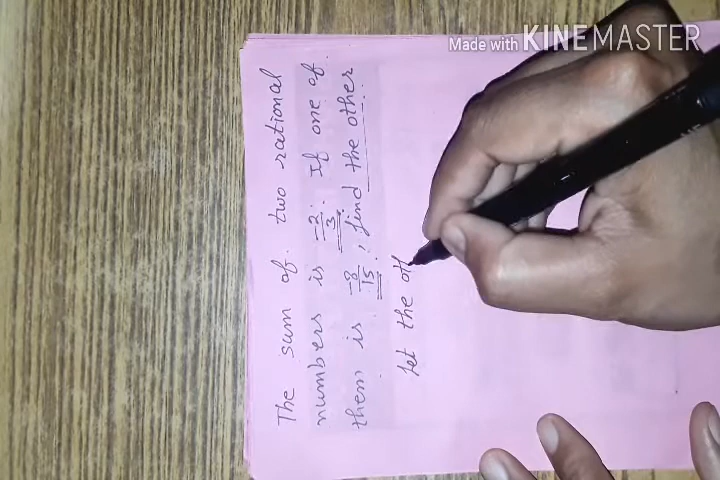 The sum of two rational
numbers is -2/3. If one of
them is -8/15, find the other.
Let the oth
Made with KINEMASTER